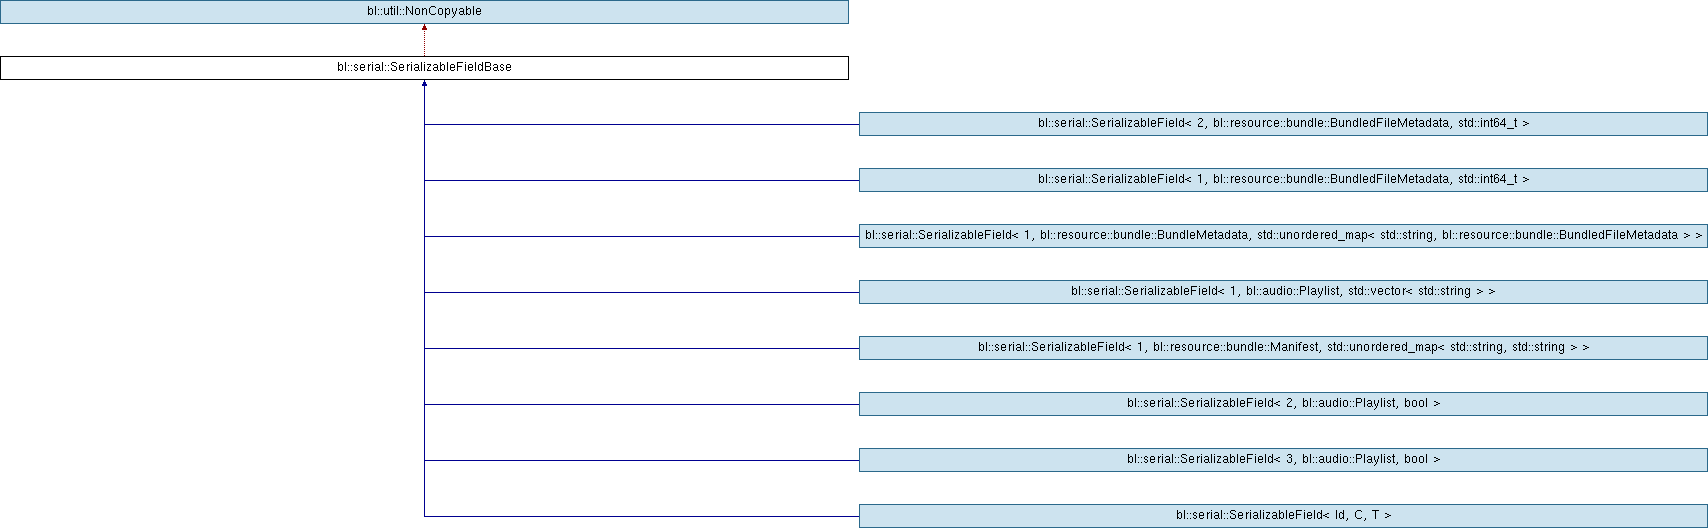 bl::util::NonCopyable
bl::serial::SerializableFieldBase
bl::serial::SerializableField< 2, bl::resource::bundle::BundledFileMetadata, std::int64_t >
bl::serial::SerializableField< 1, bl::resource::bundle::BundledFileMetadata, std::int64_t >
bl::serial::SerializableField< 1, bl::resource::bundle::BundleMetadata, std::unordered_map< std::string, bl::resource::bundle::BundledFileMetadata > >
bl::serial::SerializableField< 1, bl::audio::Playlist, std::vector< std::string > >
bl::serial::SerializableField< 1, bl::resource::bundle::Manifest, std::unordered_map< std::string, std::string > >
bl::serial::SerializableField< 2, bl::audio::Playlist, bool >
bl::serial::SerializableField< 3, bl::audio::Playlist, bool >
bl::serial::SerializableField< Id, C, T >